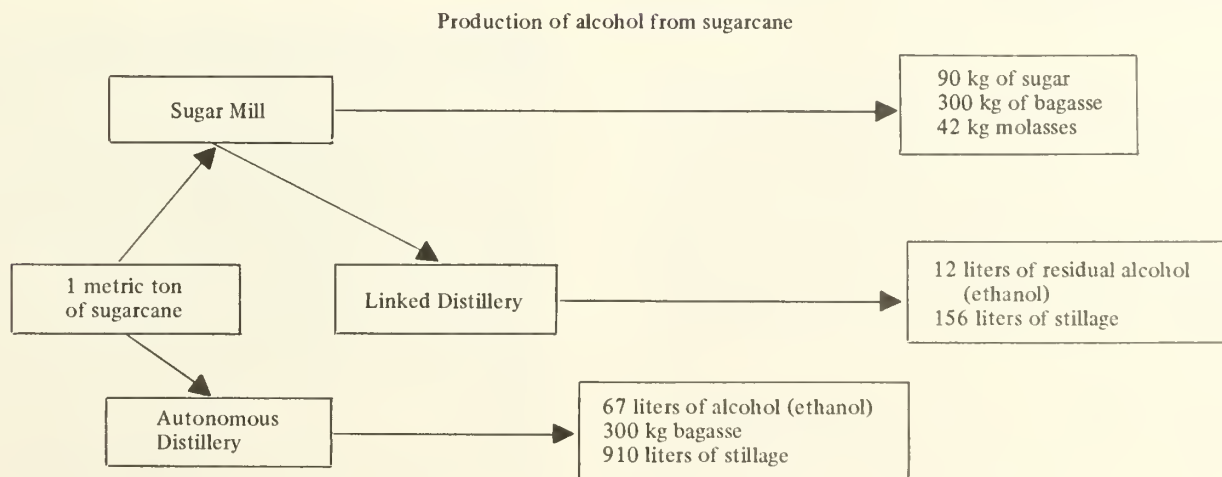 Production of alcohol from sugarcane
Sugar Mill
90 kg of sugar
300 kg of bagasse
42 kg molasses
1 metric ton
of sugarcane
Linked Distillery
12 liters of residual alcohol
(ethanol)
156 liters of stillage
Autonomous
Distillery
67 liters of alcohol (ethanol)
300 kg bagasse
910 liters of stillage